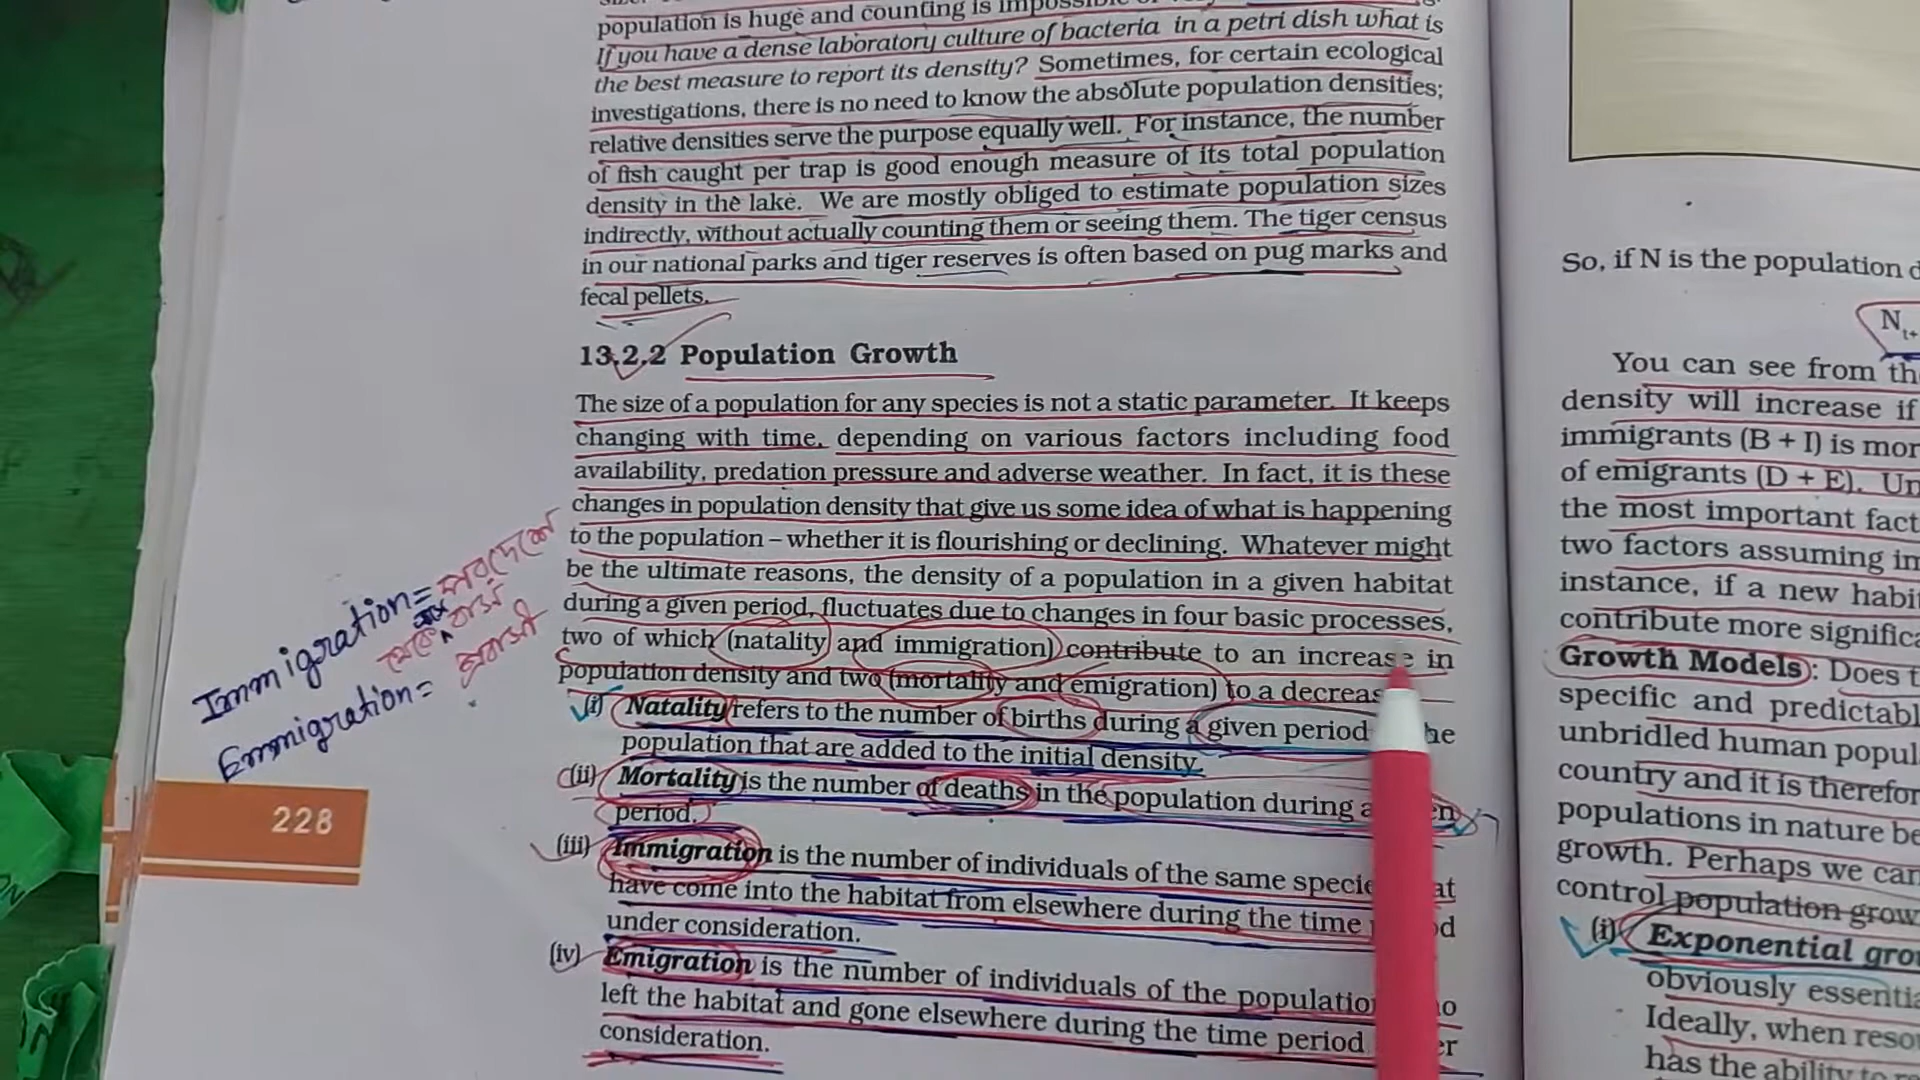 population is huge and counting is
If you have a dense laboratory culture of bacteria in a petri dish what is
the best measure to report its density? Sometimes, for certain ecological
investigations, there is no need to know the absolute population densities;
relative densities serve the purpose equally well. For instance, the number
of fish caught per trap is good enough measure of its total population
density in the lake. We are mostly obliged to estimate population sizes
indirectly, without actually counting them or seeing them. The tiger census
in our national parks and tiger reserves is often based on pug marks and
fecal pellets.
13.2.2 Population Growth
The size of a population for any species is not a static parameter. It keeps
changing with time, depending on various factors including food
availability, predation pressure and adverse weather. In fact, it is these
changes in population density that give us some idea of what is happening
to the population – whether it is flourishing or declining. Whatever might
be the ultimate reasons, the density of a population in a given habitat
during a given period, fluctuates due to changes in four basic processes,
two of which (natality and immigration) contribute to an increase in
population density and two (mortality and emigration) to a decreas
(i) Natality refers to the number of births during a given period he
population that are added to the initial density.
(ii) Mortality is the number of deaths in the population during a en
period.
(iii) Immigration is the number of individuals of the same specie at
have come into the habitat from elsewhere during the time d
under consideration.
(iv) Emigration is the number of individuals of the population o
left the habitat and gone elsewhere during the time period er
consideration.
Immigration=
Emmigration=
228
So, if N is the population d
N t+
You can see from th
density will increase if
immigrants (B + I) is mor
of emigrants (D + E). Un
the most important fact
two factors assuming im
instance, if a new habit
contribute more significa
Growth Models: Does t
specific and predictabl
unbridled human popul
country and it is therefor
populations in nature be
growth. Perhaps we can
control population grow
(i) Exponential gro
obviously essentia
Ideally, when reso
has the ability to r